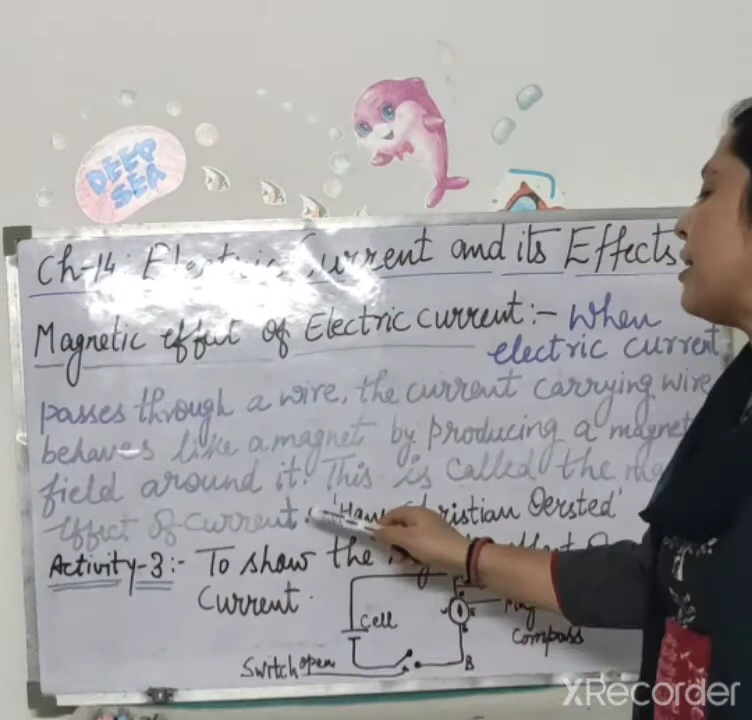 DEEP
SEA
Ch-14: Electric Current and its Effects
Magnetic effect of Electric current:- When
electric current
passes through a wire, the current carrying wire
behaves like a magnet by producing a magnet
field around it. This is called the
effect of current. 'Hans Christian Oersted'
Activity-3:- To show the
Current.
Cell
Compass
Switch open
A
B
XRecorder